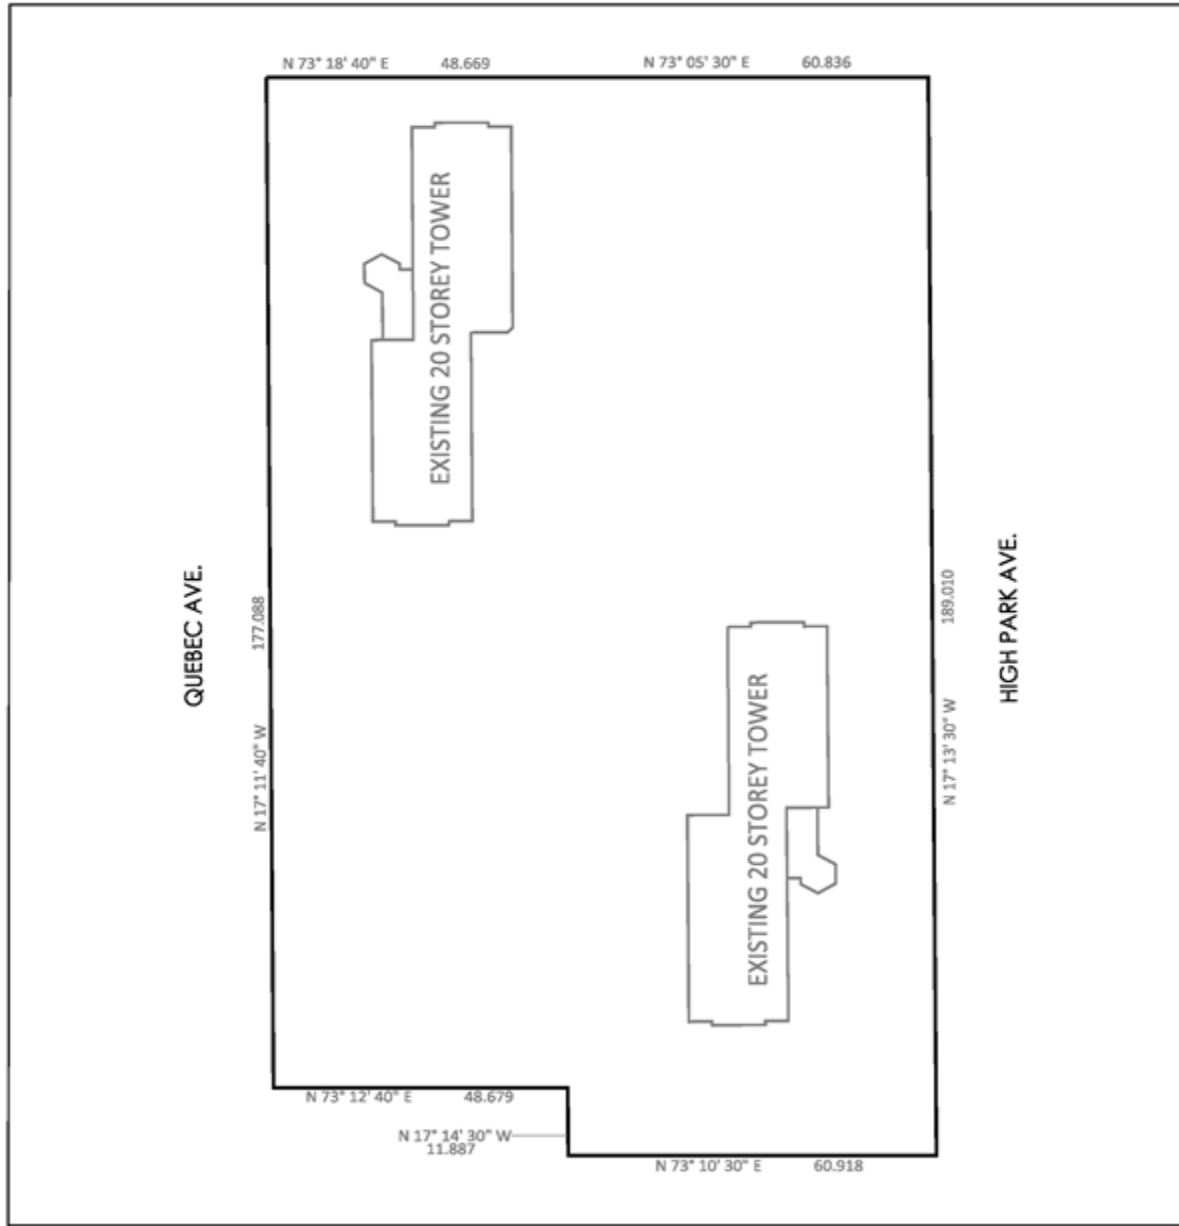 N 73° 18' 40" E 48.669
N 73° 05' 30" E 60.836
EXISTING 20 STOREY TOWER
QUEBEC AVE.
177.088
N 17° 11' 40" W
HIGH PARK AVE.
189.010
N 17° 13' 30" W
EXISTING 20 STOREY TOWER
N 73° 12' 40" E 48.679
N 17° 14' 30" W
11.887
N 73° 10' 30" E 60.918